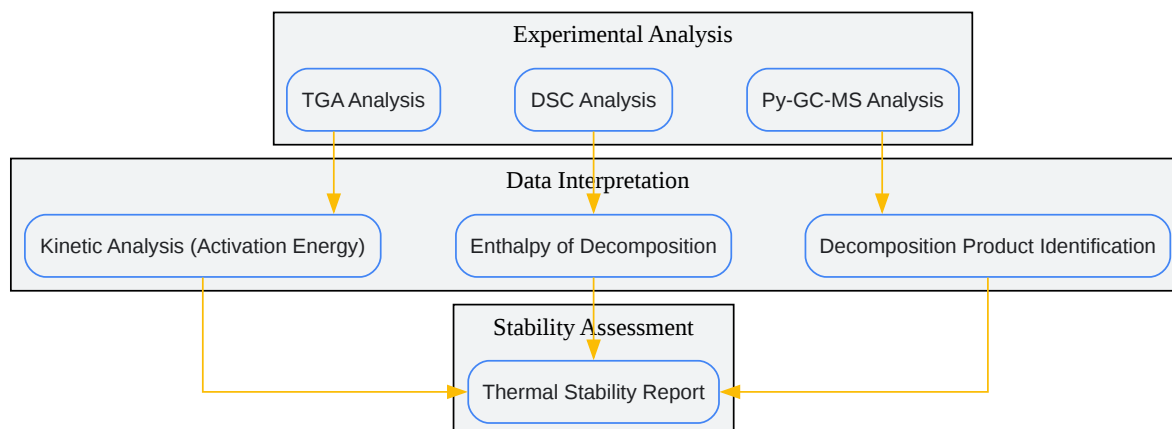 Experimental Analysis
TGA Analysis
DSC Analysis
Py-GC-MS Analysis
Data Interpretation
Kinetic Analysis (Activation Energy)
Enthalpy of Decomposition
Decomposition Product Identification
Stability Assessment
Thermal Stability Report